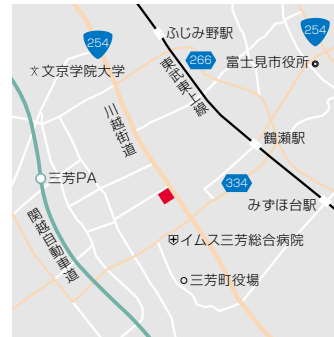 ふじみ野駅
254
254
266
富士見市役所
文京学院大学
東武東上線
川越街道
鶴瀬駅
三芳PA
334
みずほ台駅
関越自動車道
イムス三芳総合病院
三芳町役場